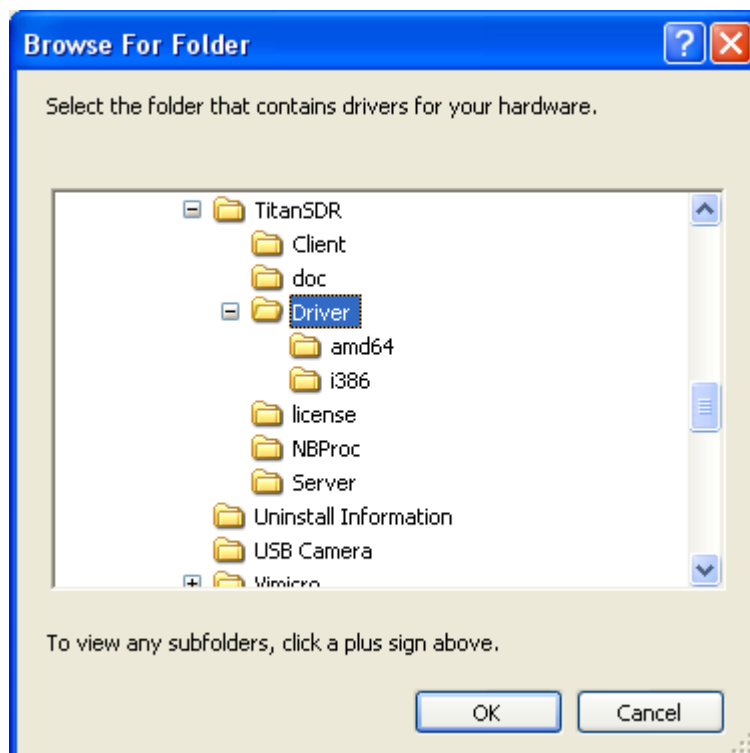 Browse For Folder
Select the folder that contains drivers for your hardware.
TitanSDR
Client
doc
Driver
amd64
i386
license
NBProc
Server
Uninstall Information
USB Camera
Vimicro
To view any subfolders, click a plus sign above.
OK Cancel